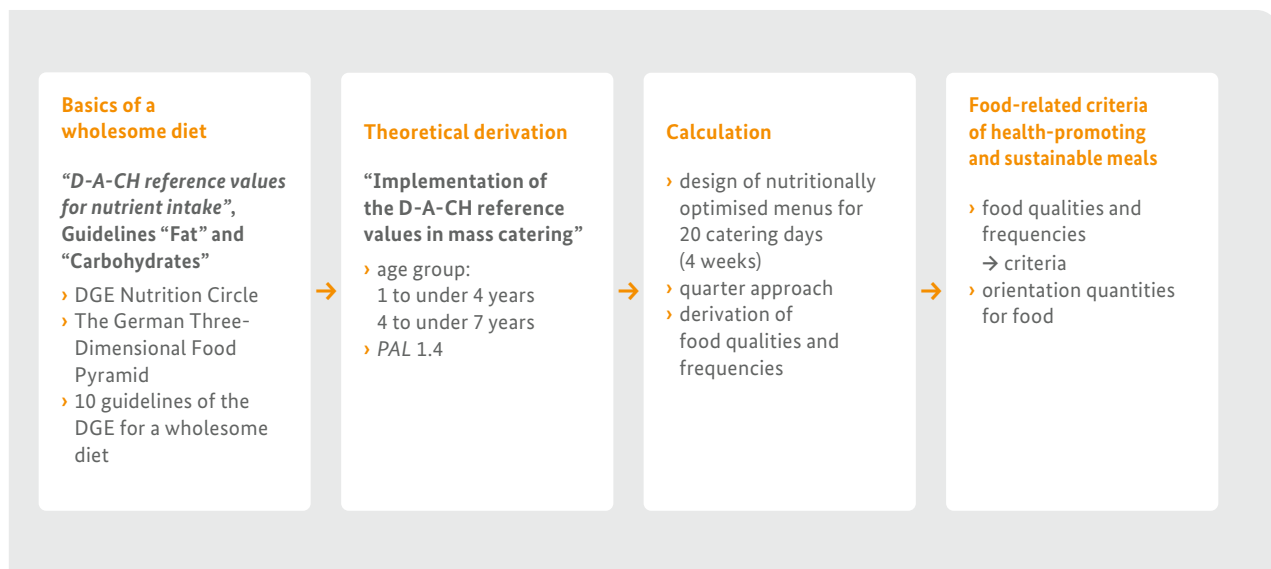 Basics of a
wholesome diet
“D-A-CH reference values
for nutrient intake”,
Guidelines “Fat” and
“Carbohydrates”
› DGE Nutrition Circle
› The German Three-
Dimensional Food
Pyramid
› 10 guidelines of the
DGE for a wholesome
diet
→
Theoretical derivation
“Implementation of
the D-A-CH reference
values in mass catering”
› age group:
1 to under 4 years
4 to under 7 years
› PAL 1.4
→
Calculation
› design of nutritionally
optimised menus for
20 catering days
(4 weeks)
› quarter approach
› derivation of
food qualities and
frequencies
→
Food-related criteria
of health-promoting
and sustainable meals
› food qualities and
frequencies
→ criteria
› orientation quantities
for food